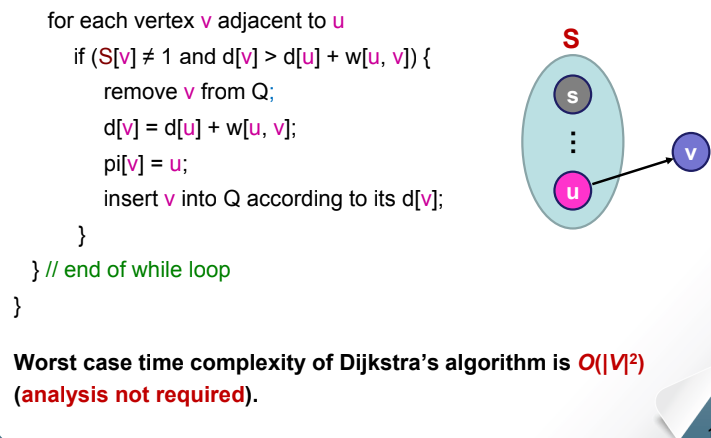 for each vertex v adjacent to u
if (S[v] ≠ 1 and d[v] > d[u] + w[u, v]) {
remove v from Q;
d[v] = d[u] + w[u, v];
pi[v] = u;
insert v into Q according to its d[v];
}
} // end of while loop
}
S
s
⋮
u
v
Worst case time complexity of Dijkstra’s algorithm is O(|V|²)
(analysis not required).